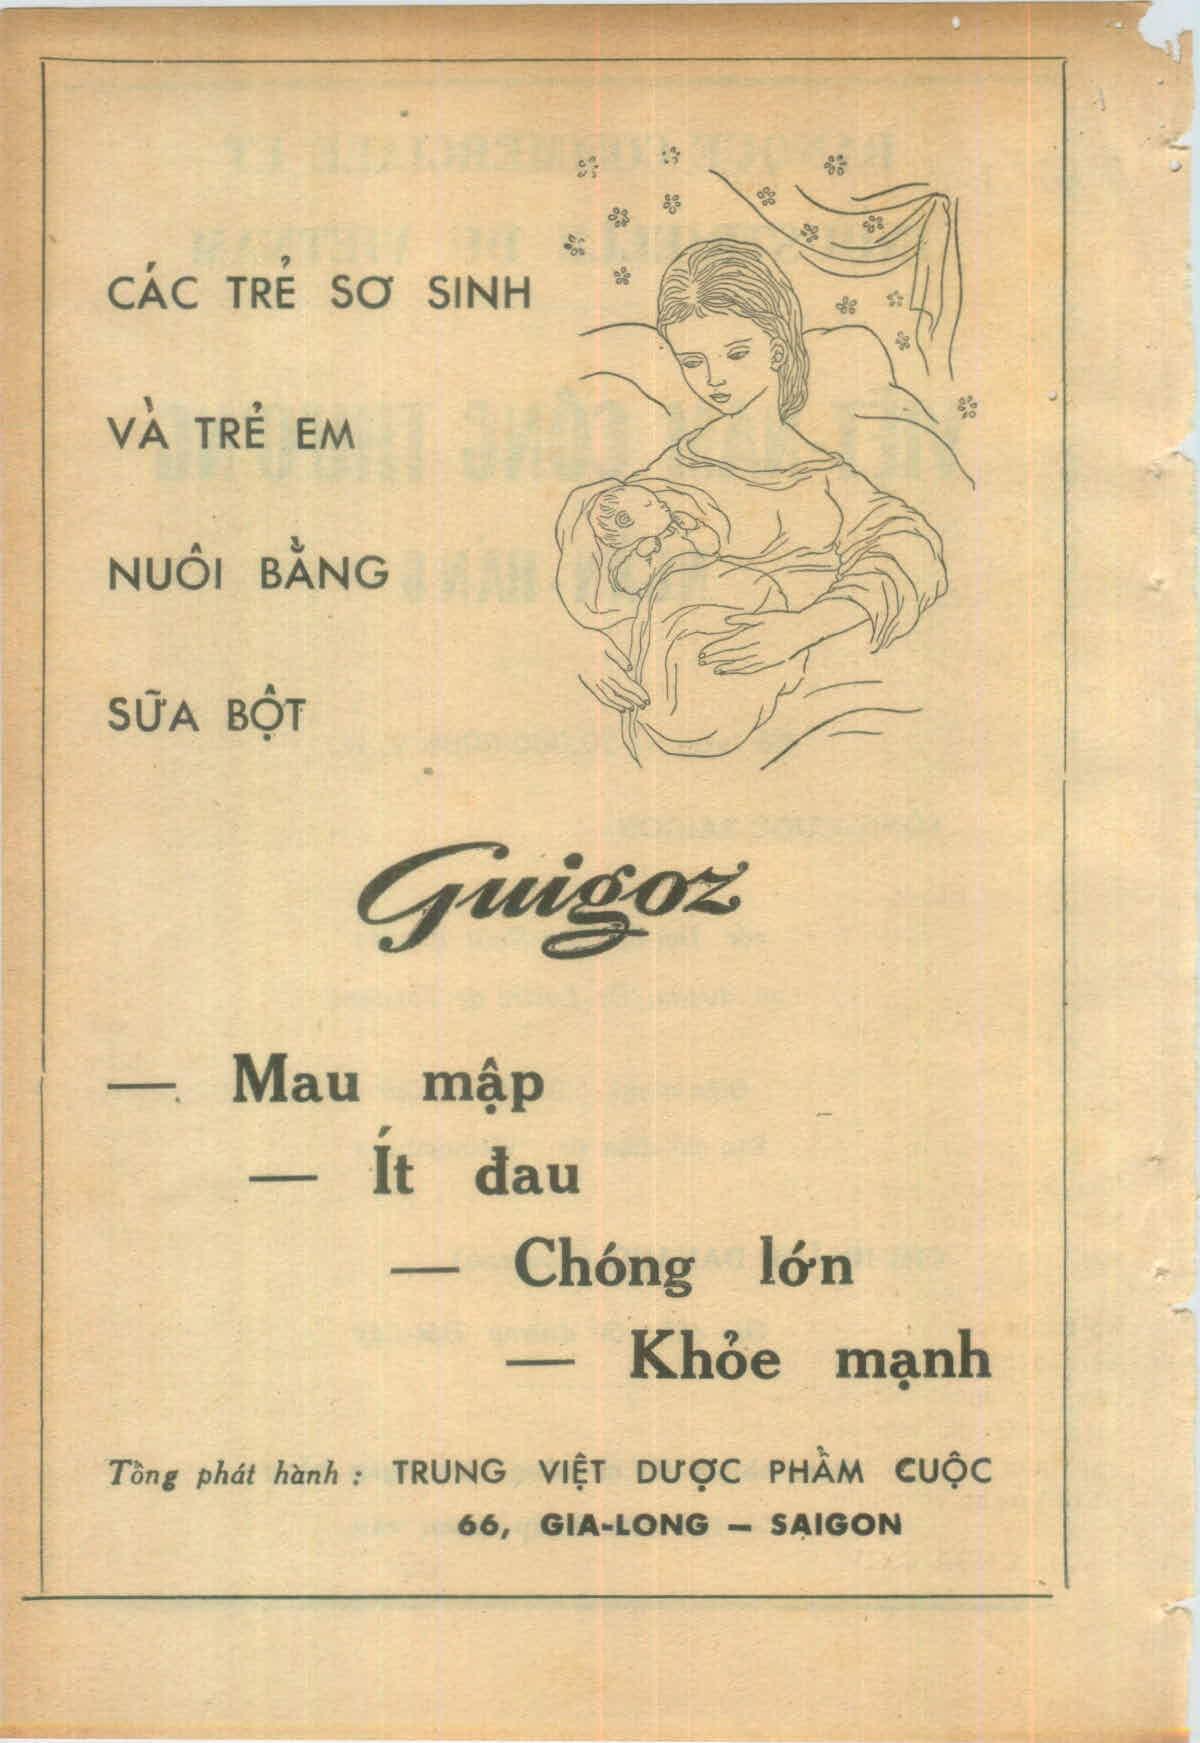 CÁC TRẺ SƠ SINH
VÀ TRẺ EM
NUÔI BẰNG
SỮA BỘT
Guigoz
— Mau mập
— Ít đau
— Chóng lớn
— Khỏe mạnh
Tổng phát hành : TRUNG VIỆT DƯỢC PHẨM CUỘC
66, GIA-LONG — SAIGON